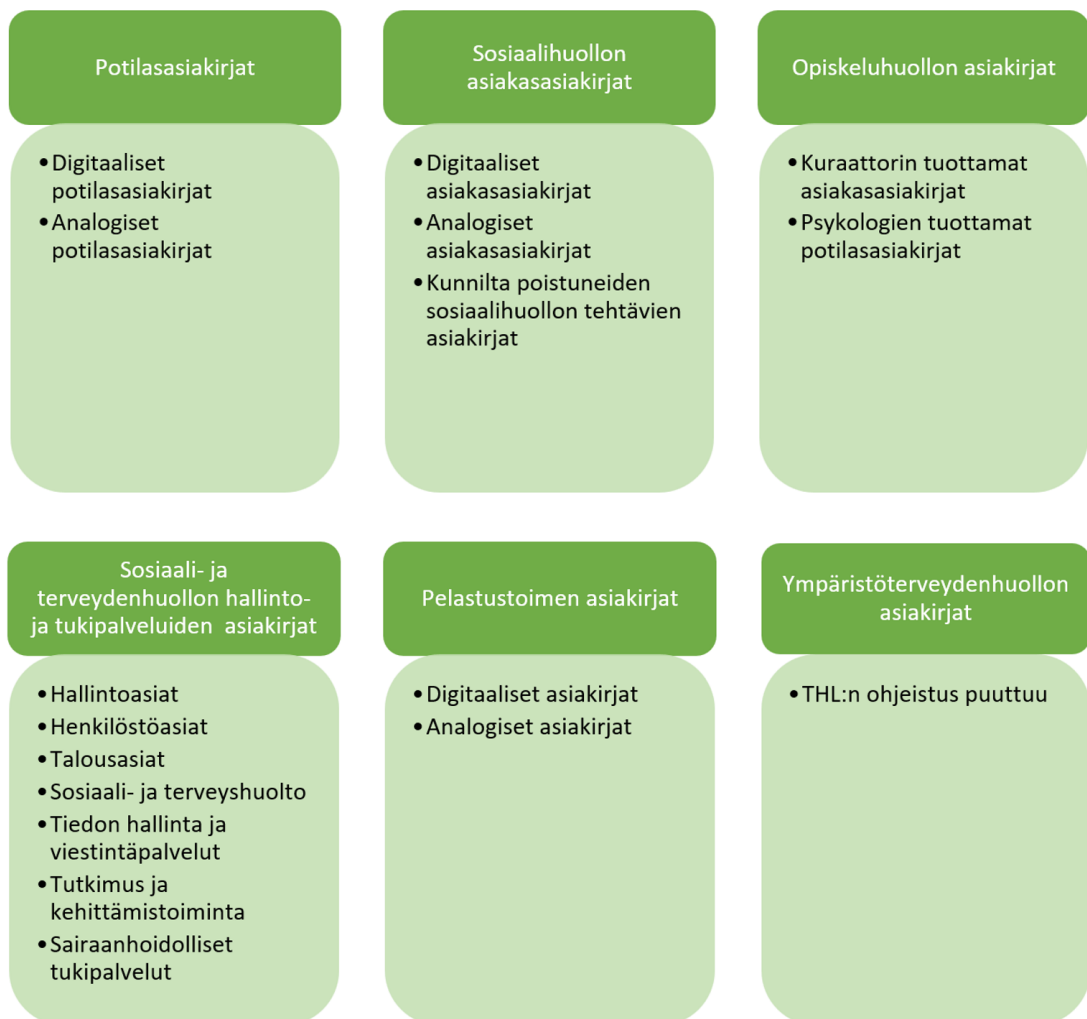 Potilasasiakirjat
• Digitaaliset
potilasasiakirjat
• Analogiset
potilasasiakirjat
Sosiaalihuollon
asiakasasiakirjat
• Digitaaliset
asiakasasiakirjat
• Analogiset
asiakasasiakirjat
• Kunnilta poistuneiden
sosiaalihuollon tehtävien
asiakirjat
Opiskeluhuollon asiakirjat
• Kuraattorin tuottamat
asiakasasiakirjat
• Psykologien tuottamat
potilasasiakirjat
Sosiaali- ja
terveydenhuollon hallinto-
ja tukipalveluiden asiakirjat
• Hallintoasiat
• Henkilöstöasiat
• Talousasiat
• Sosiaali- ja terveyshuolto
• Tiedon hallinta ja
viestintäpalvelut
• Tutkimus ja
kehittämistoiminta
• Sairaanhoidolliset
tukipalvelut
Pelastustoimen asiakirjat
• Digitaaliset asiakirjat
• Analogiset asiakirjat
Ympäristöterveydenhuollon
asiakirjat
• THL:n ohjeistus puuttuu